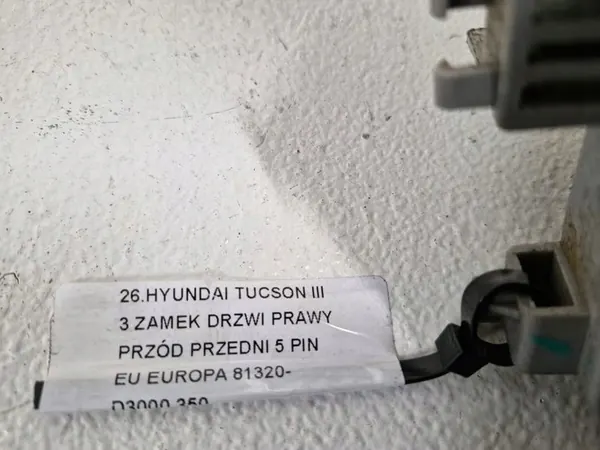 26.HYUNDAI TUCSON III
3 ZAMEK DRZWI PRAWY
PRZÓD PRZEDNI 5 PIN
EU EUROPA 81320-
D3000 350